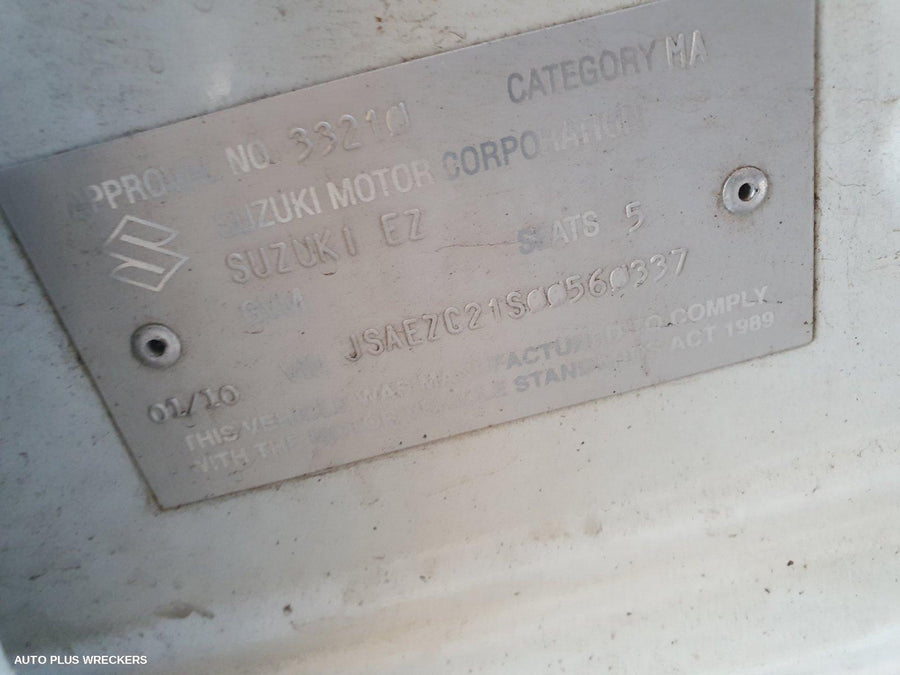 APPROVAL NO. 33210 CATEGORY MA
SUZUKI MOTOR CORPORATION
SUZUKI EZ SEATS 5
GVM
VIN JSAEZC21S00560337
01/10
THIS VEHICLE WAS MANUFACTURED TO COMPLY
WITH THE MOTOR VEHICLE STANDARDS ACT 1989
AUTO PLUS WRECKERS